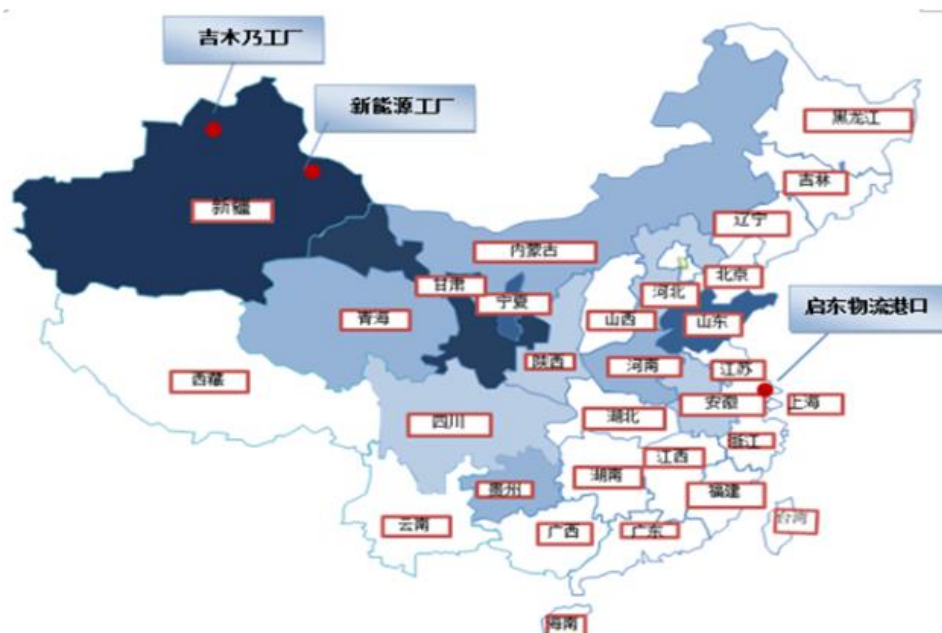 吉木乃工厂
新能源工厂
黑龙江
吉林
新疆
辽宁
内蒙古
北京
甘肃
宁夏
河北
启东物流港口
青海
山西
山东
陕西
河南
江苏
西藏
安徽
上海
四川
湖北
浙江
江西
湖南
贵州
福建
云南
广西
广东
台湾
海南